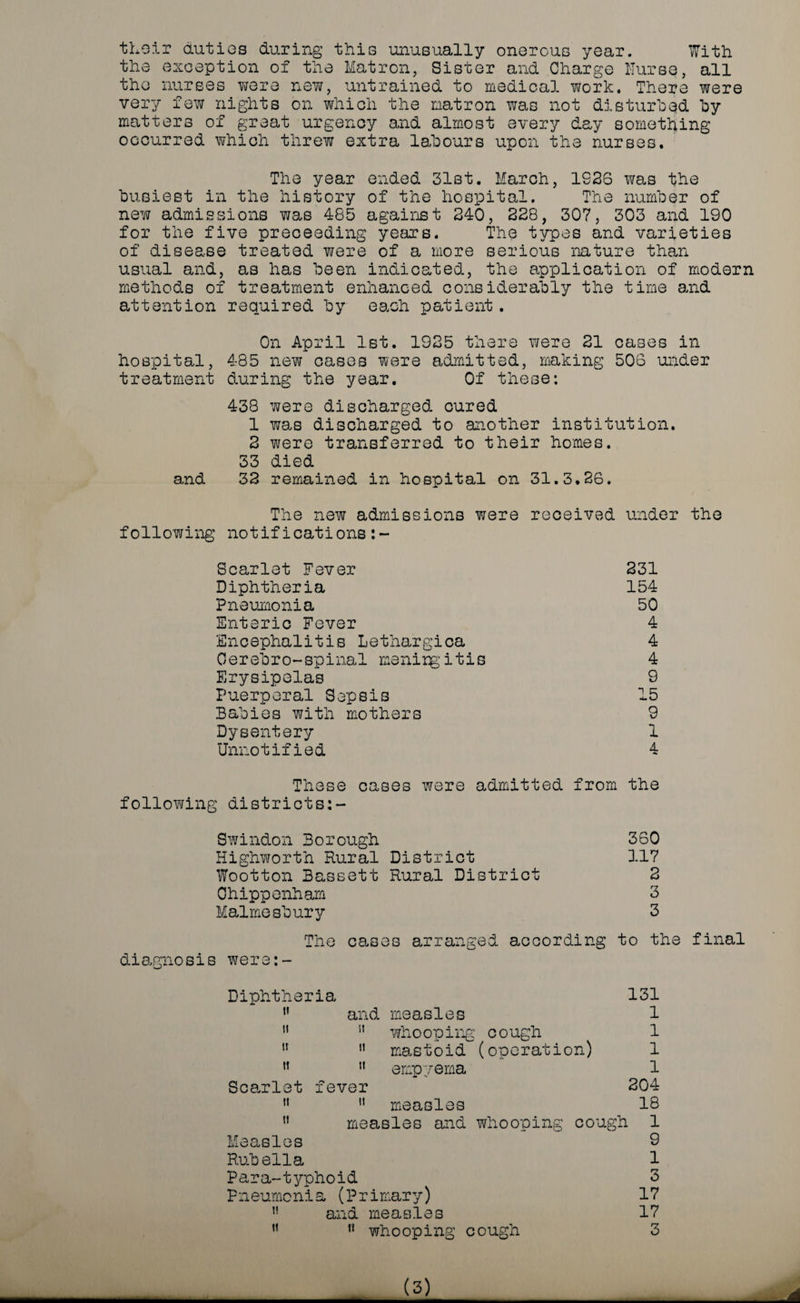 their duties during this unusually onerous year. With
the exception of the Matron, Sister and Charge Nurse, all
the nurses were new, untrained to medical work. There were
very few nights on which the matron was not disturbed by
matters of great urgency and almost every day something
occurred which threw extra labours upon the nurses.
The year ended 31st. March, 1926 was the
busiest in the history of the hospital. The number of
new admissions was 485 against 240, 228, 307, 303 and 190
for the five preceeding years. The types and varieties
of disease treated were of a more serious nature than
usual and, as has been indicated, the application of modern
methods of treatment enhanced considerably the time and
attention required by each patient.
On April 1st. 1925 there were 21 cases in
hospital, 485 new cases were admitted, making 506 under
treatment during the year. Of these:
438 were discharged cured
1 was discharged to another institution.
2 were transferred to their homes.
33 died
and 32 remained in hospital on 31.3.26.
The new admissions were received under the
following notifications:-
Scarlet Fever 231
Diphtheria 154
Pneumonia 50
Enteric Fever 4
Encephalitis Lethargica 4
Cerebro-spinal meningitis 4
Erysipelas 9
Puerperal Sepsis 15
Babies with mothers 9
Dysentery 1
Unnotified 4
These cases were admitted from the
following districts:-
Swindon Borough 360
Highworth Rural District 117
Wootton Bassett Rural District 2
Chippenham 3
Malmesbury 3
The cases arranged according to the final
diagnosis were:-
Diphtheria 131
" and measles 1
" " whooping cough 1
" " mastoid (operation) 1
" " empyema 1
Scarlet fever 204
" " measles 18
" measles and whooping cough 1
Measles 9
Rubella 1
Para-typhoid 3
Pneumonia (Primary) 17
" and measles 17
" " whooping cough 3
(3)